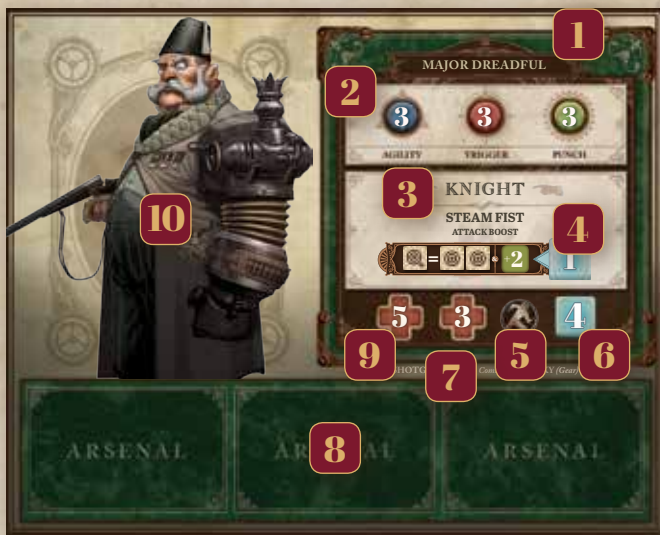 1
MAJOR DREADFUL
2
3 3 3
AGILITY TRIGGER PUNCH
3
KNIGHT
STEAM FIST
ATTACK BOOST
4
= +2 1
10
5 3 4
9 7 5 6
(Gear)
ARSENAL ARSENAL ARSENAL
8